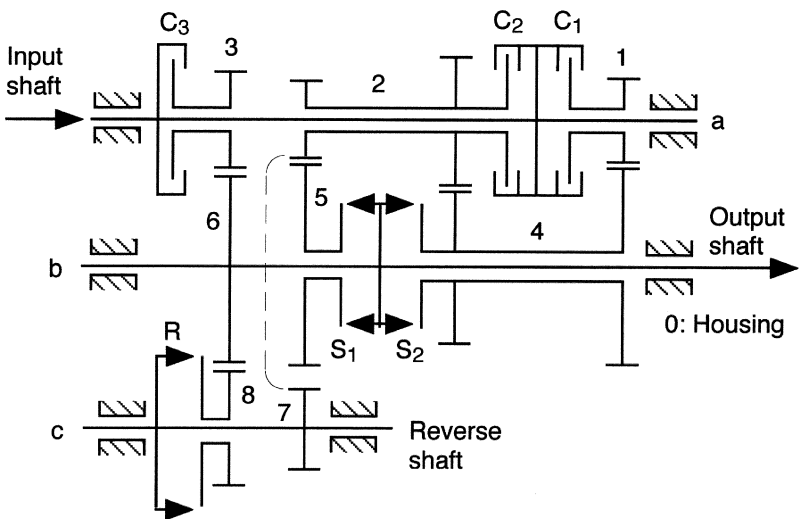 C3
3
C2
C1
Input
shaft
2
1
a
5
6
4
Output
shaft
b
R
S1
S2
0: Housing
8
7
c
Reverse
shaft